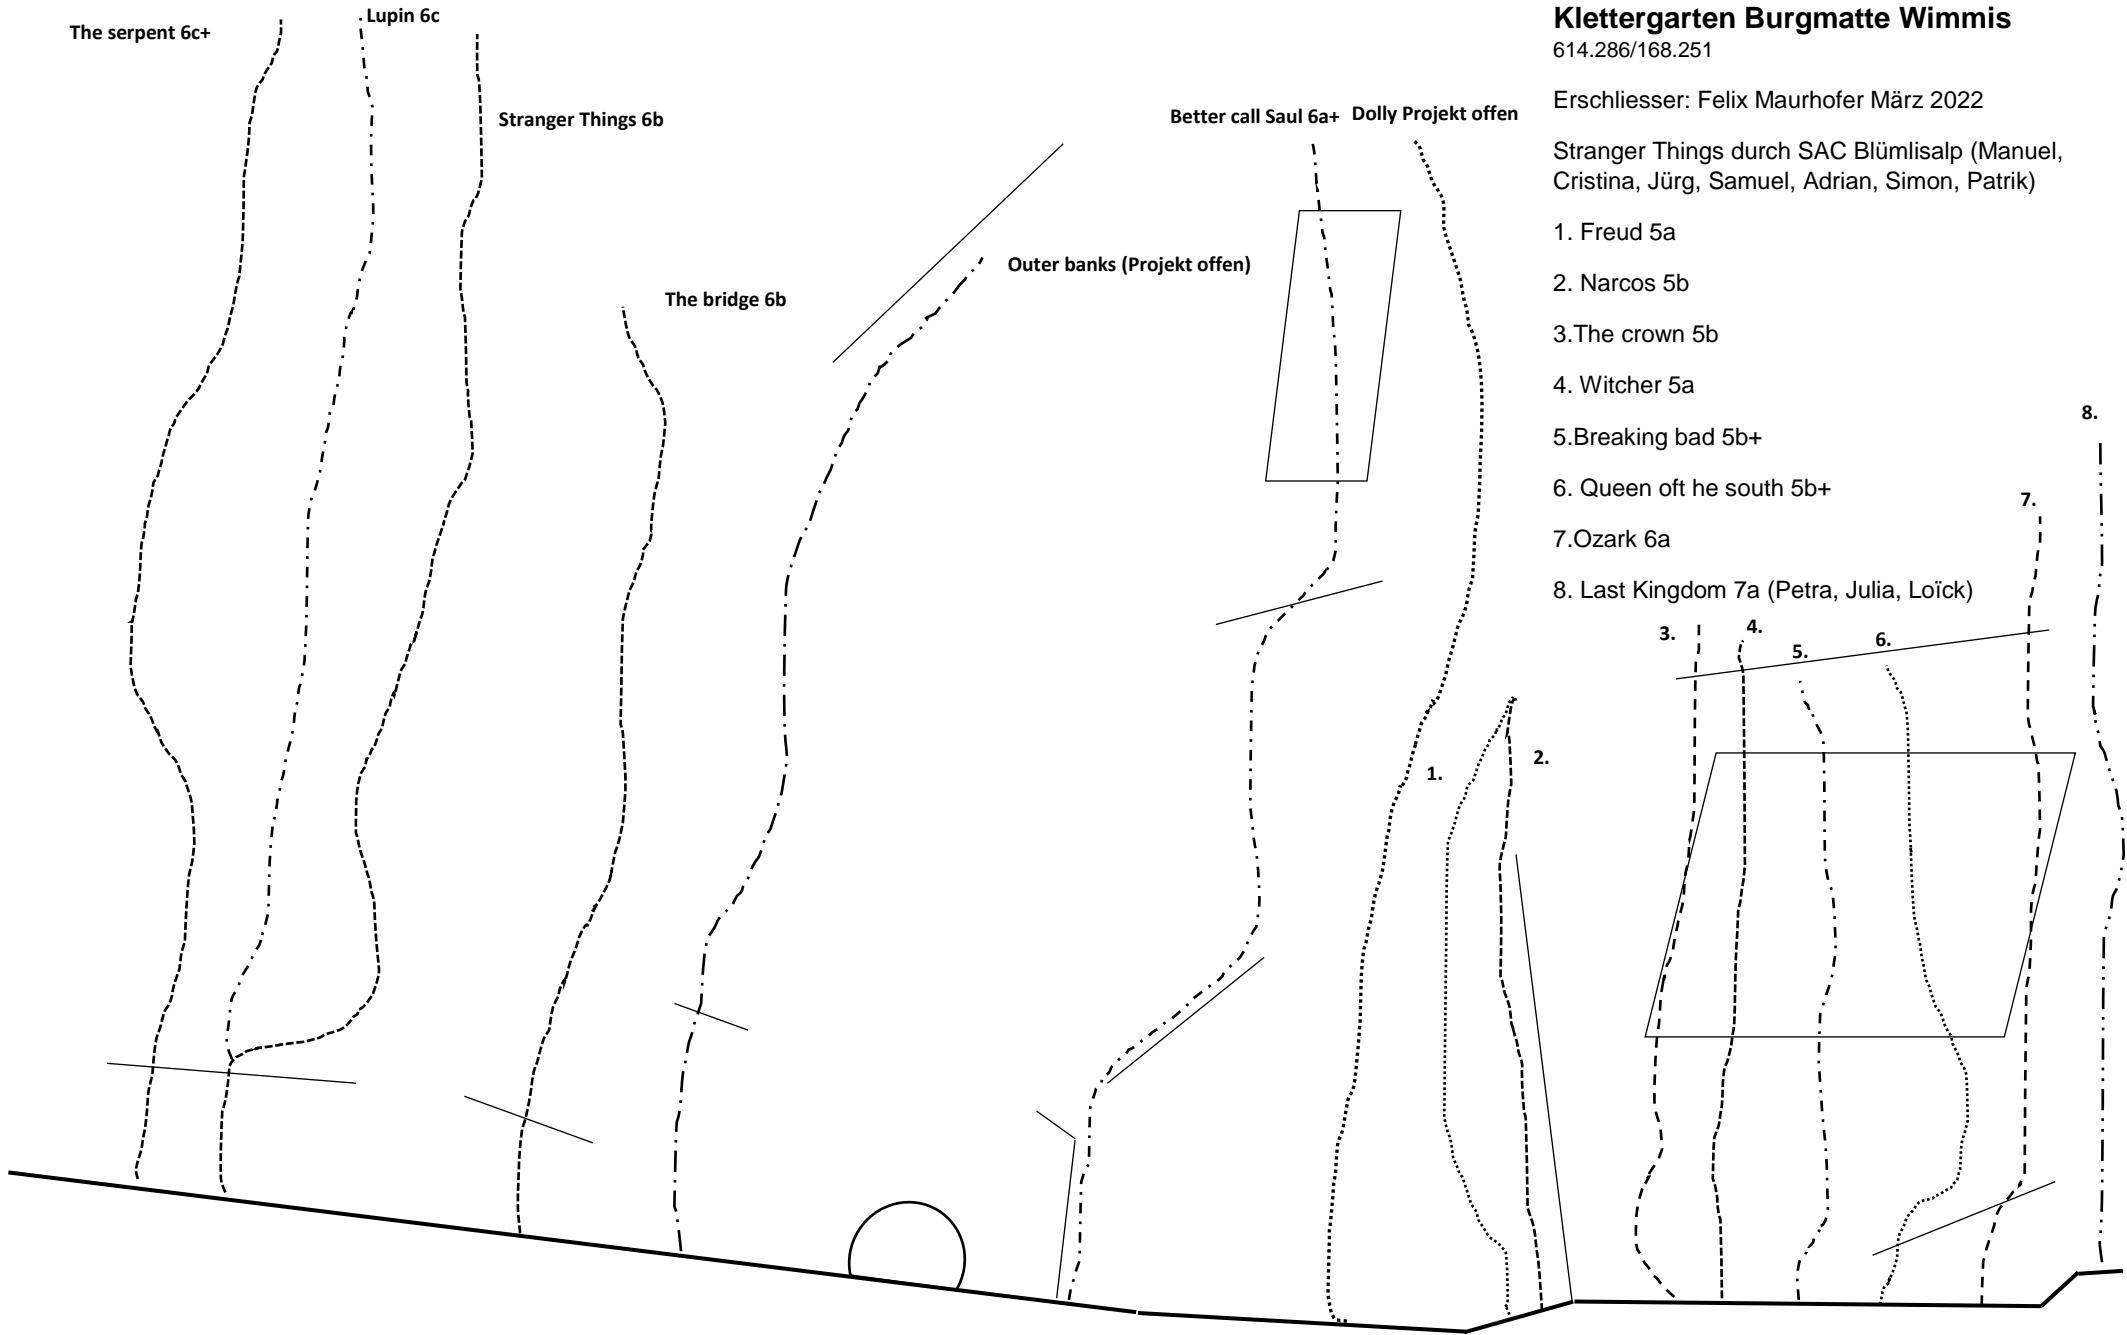 The serpent 6c+
Lupin 6c
Stranger Things 6b
The bridge 6b
Outer banks (Projekt offen)
Better call Saul 6a+
Dolly Projekt offen
Klettergarten Burgmatte Wimmis
614.286/168.251
Erschliesser: Felix Maurhofer März 2022
Stranger Things durch SAC Blümlisalp (Manuel,
Cristina, Jürg, Samuel, Adrian, Simon, Patrik)
1. Freud 5a
2. Narcos 5b
3.The crown 5b
4. Witcher 5a
5.Breaking bad 5b+
6. Queen oft he south 5b+
7.Ozark 6a
8. Last Kingdom 7a (Petra, Julia, Loïck)
1.
2.
3.
4.
5.
6.
7.
8.